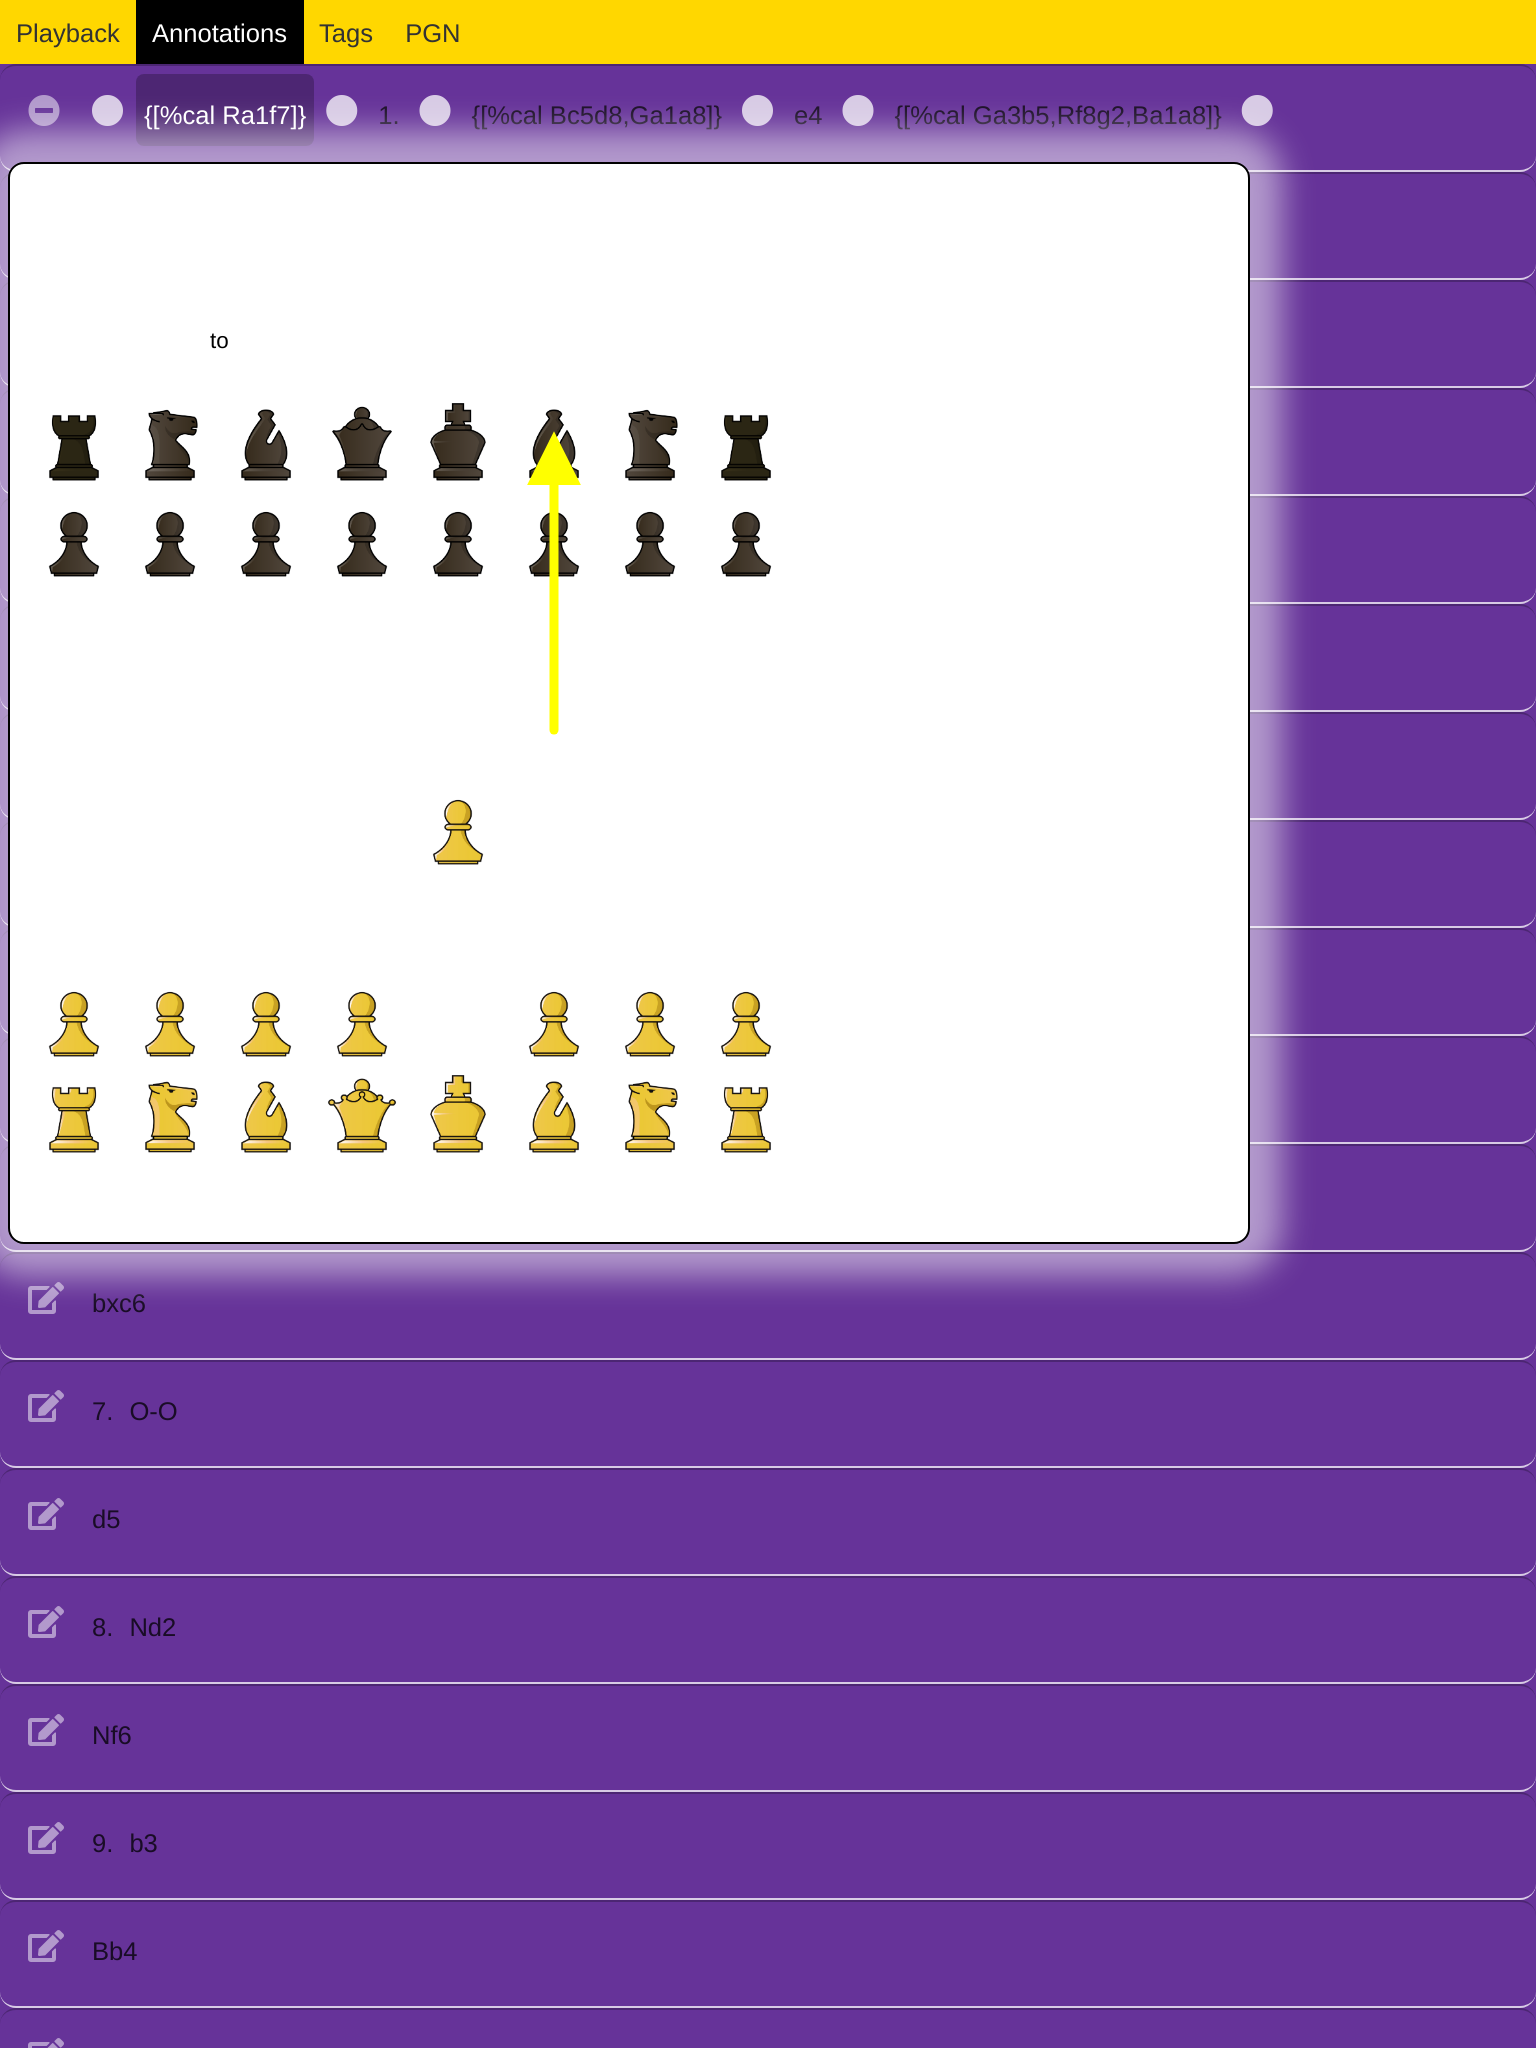 Playback Annotations Tags PGN
{[%cal Ra1f7]} 1. {[%cal Bc5d8,Ga1a8]} e4 {[%cal Ga3b5,Rf8g2,Ba1a8]}
to
bxc6
7. O-O
d5
8. Nd2
Nf6
9. b3
Bb4